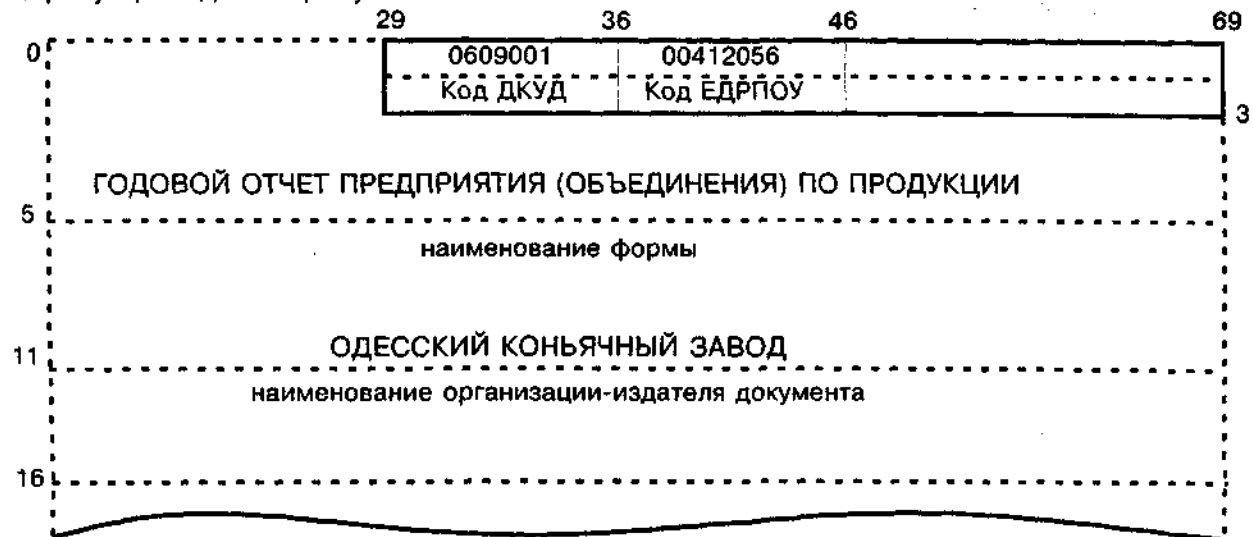 29 36 46 69
0 0609001 00412056
Код ДКУД Код ЕДРПОУ
3
ГОДОВОЙ ОТЧЕТ ПРЕДПРИЯТИЯ (ОБЪЕДИНЕНИЯ) ПО ПРОДУКЦИИ
5
наименование формы
ОДЕССКИЙ КОНЬЯЧНЫЙ ЗАВОД
11
наименование организации-издателя документа
16